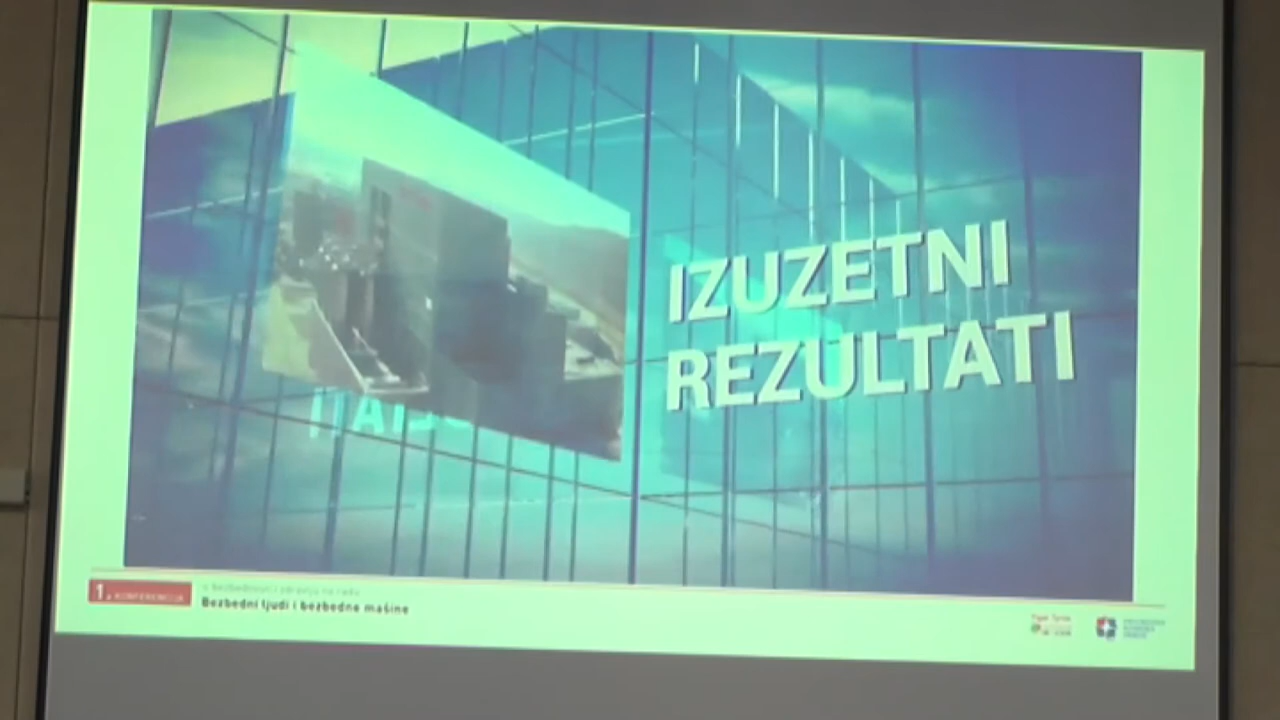 IZUZETNI
REZULTATI
1. KONFERENCIJA
o bezbednosti i zdravlju na radu
Bezbedni ljudi i bezbedne mašine